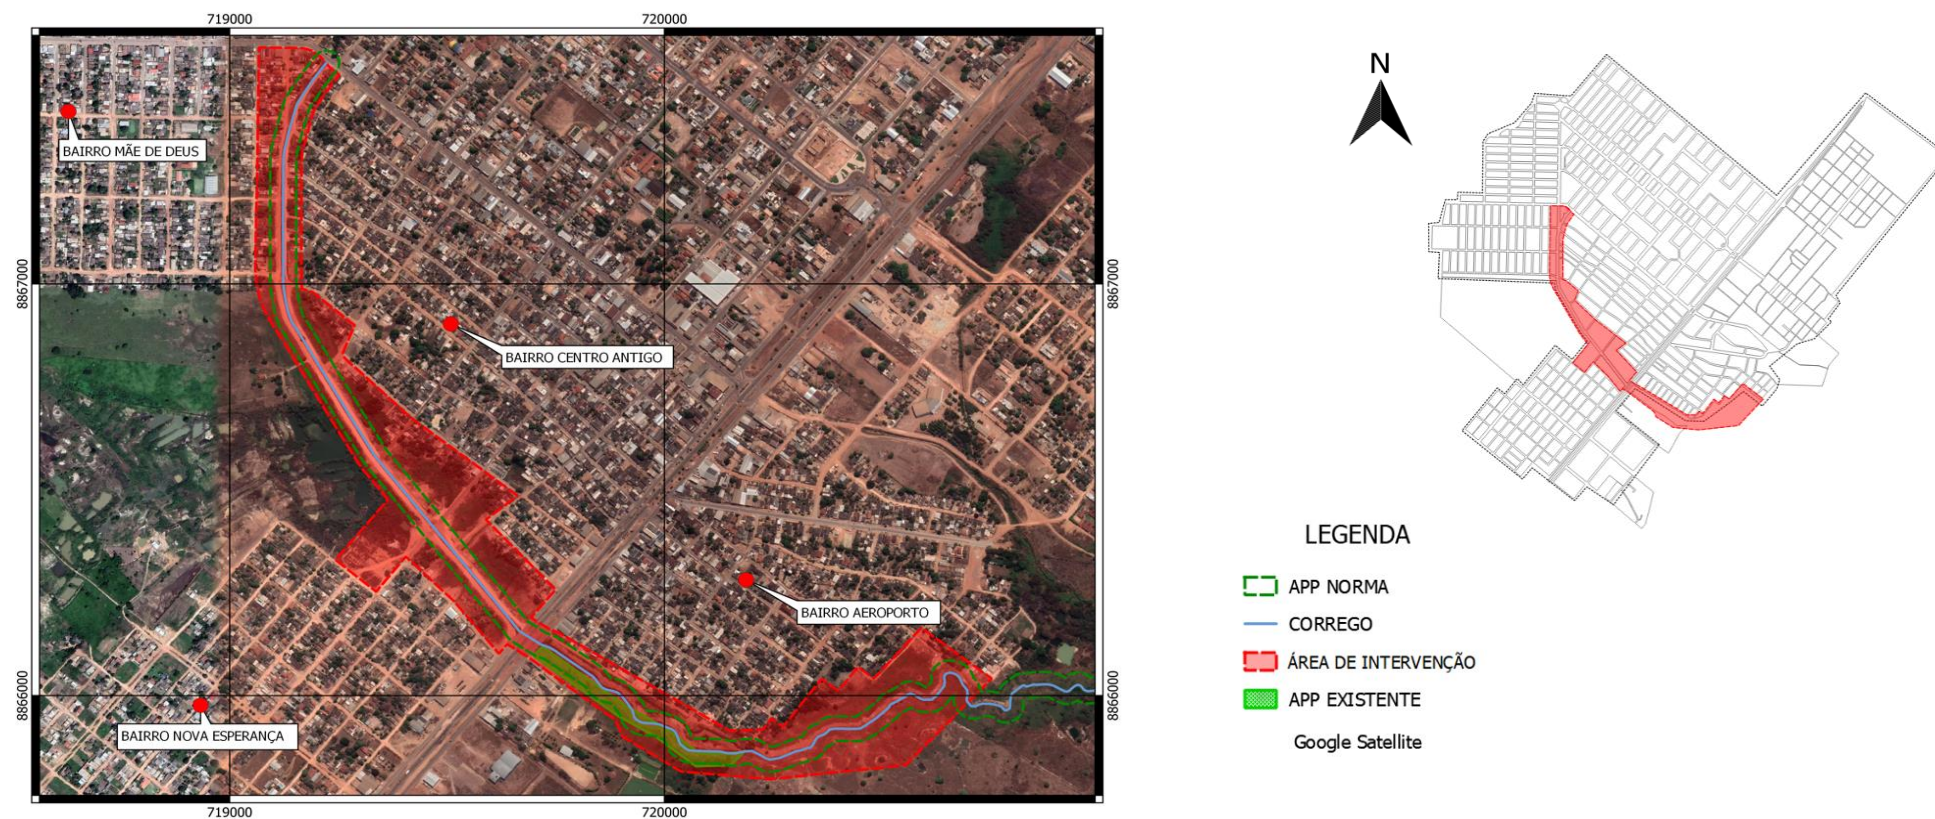 719000
720000
N
BAIRRO MÃE DE DEUS
8867000
8867000
BAIRRO CENTRO ANTIGO
BAIRRO AEROPORTO
8866000
8866000
BAIRRO NOVA ESPERANÇA
719000
720000
LEGENDA
APP NORMA
CORREGO
ÁREA DE INTERVENÇÃO
APP EXISTENTE
Google Satellite